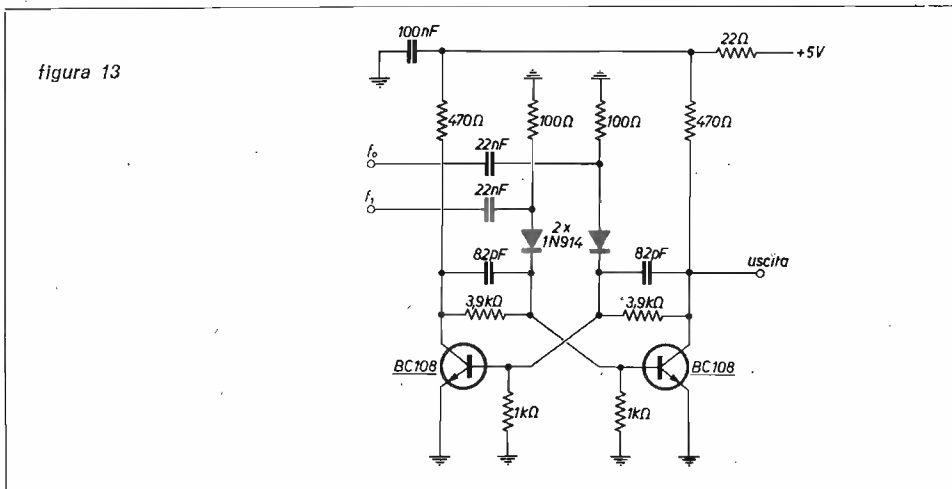 figura 13
100nF
22Ω
+5V
470Ω
100Ω
100Ω
470Ω
f₀
22nF
f₁
22nF
2x
1N914
82pF
82pF
uscita
3,9kΩ
3,9kΩ
BC108
BC108
1kΩ
1kΩ